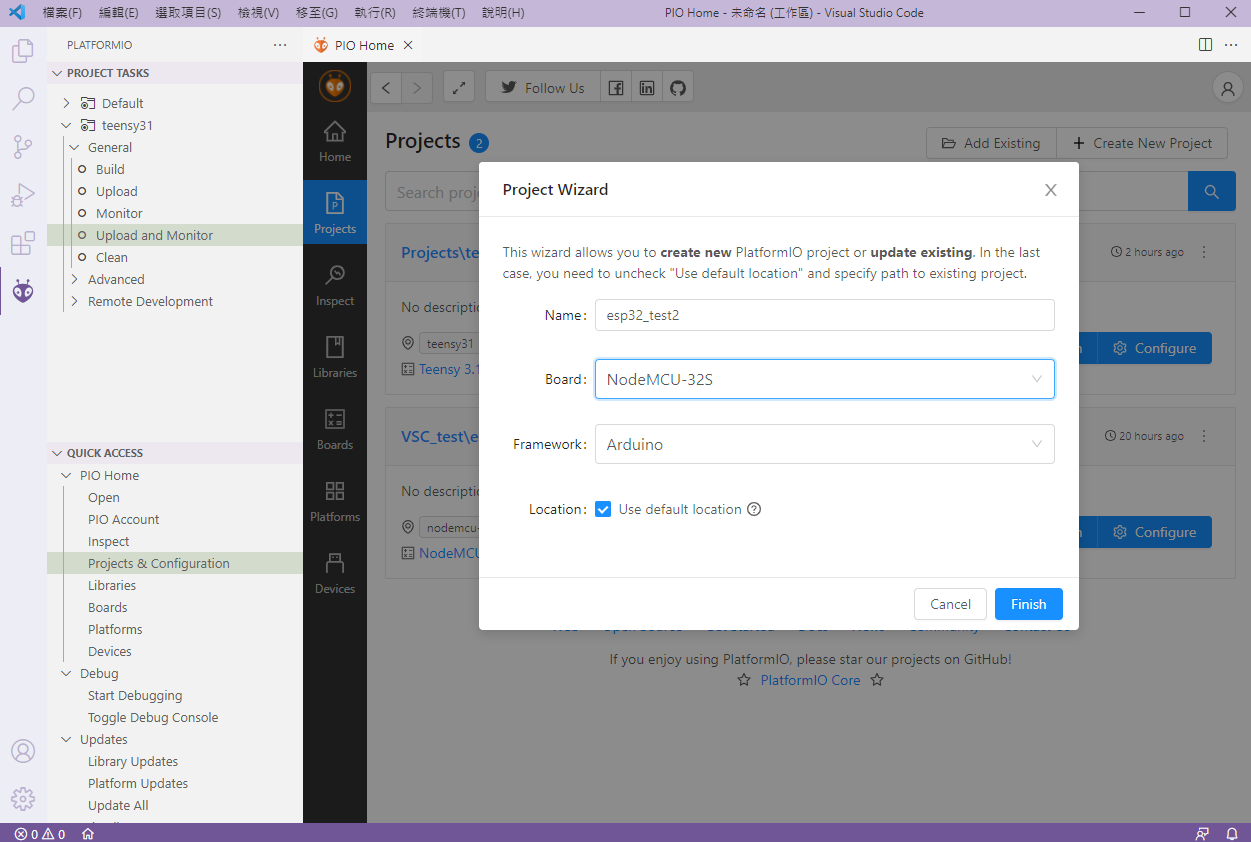 檔案(F) 編輯(E) 選取項目(S) 檢視(V) 移至(G) 執行(R) 終端機(T) 說明(H) PIO Home - 未命名 (工作區) - Visual Studio Code
PLATFORMIO
PIO Home
PROJECT TASKS
Default
teensy31
General
Build
Upload
Monitor
Upload and Monitor
Clean
Advanced
Remote Development
QUICK ACCESS
PIO Home
Open
PIO Account
Inspect
Projects & Configuration
Libraries
Boards
Platforms
Devices
Debug
Start Debugging
Toggle Debug Console
Updates
Library Updates
Platform Updates
Update All
Home
Projects
Inspect
Libraries
Boards
Platforms
Devices
Follow Us
Projects 2
Add Existing
Create New Project
Search proj
Projects\te
2 hours ago
No descriptio
teensy31
Teensy 3.1
Configure
VSC_test\e
20 hours ago
No descriptio
nodemcu-
NodeMCU
Configure
Project Wizard
This wizard allows you to create new PlatformIO project or update existing. In the last
case, you need to uncheck "Use default location" and specify path to existing project.
Name: esp32_test2
Board: NodeMCU-32S
Framework: Arduino
Location: Use default location
Cancel
Finish
If you enjoy using PlatformIO, please star our projects on GitHub!
PlatformIO Core
0 0